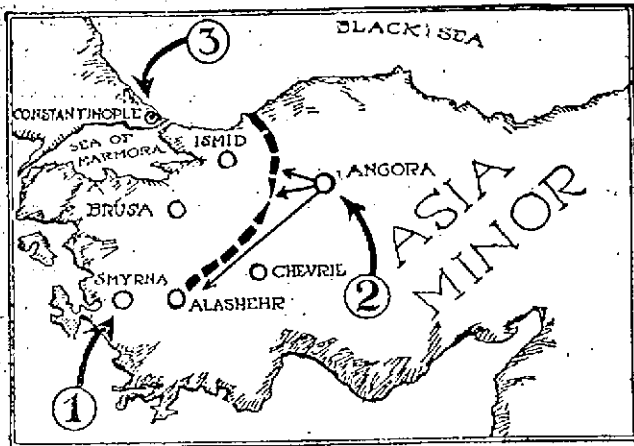 BLACK SEA
3
CONSTANTINOPLE
SEA OF
MARMORA
ISMID
ANGORA
BRUSA
ASIA
MINOR
CHEVRIL
SMYRNA
ALASHEHR
2
1